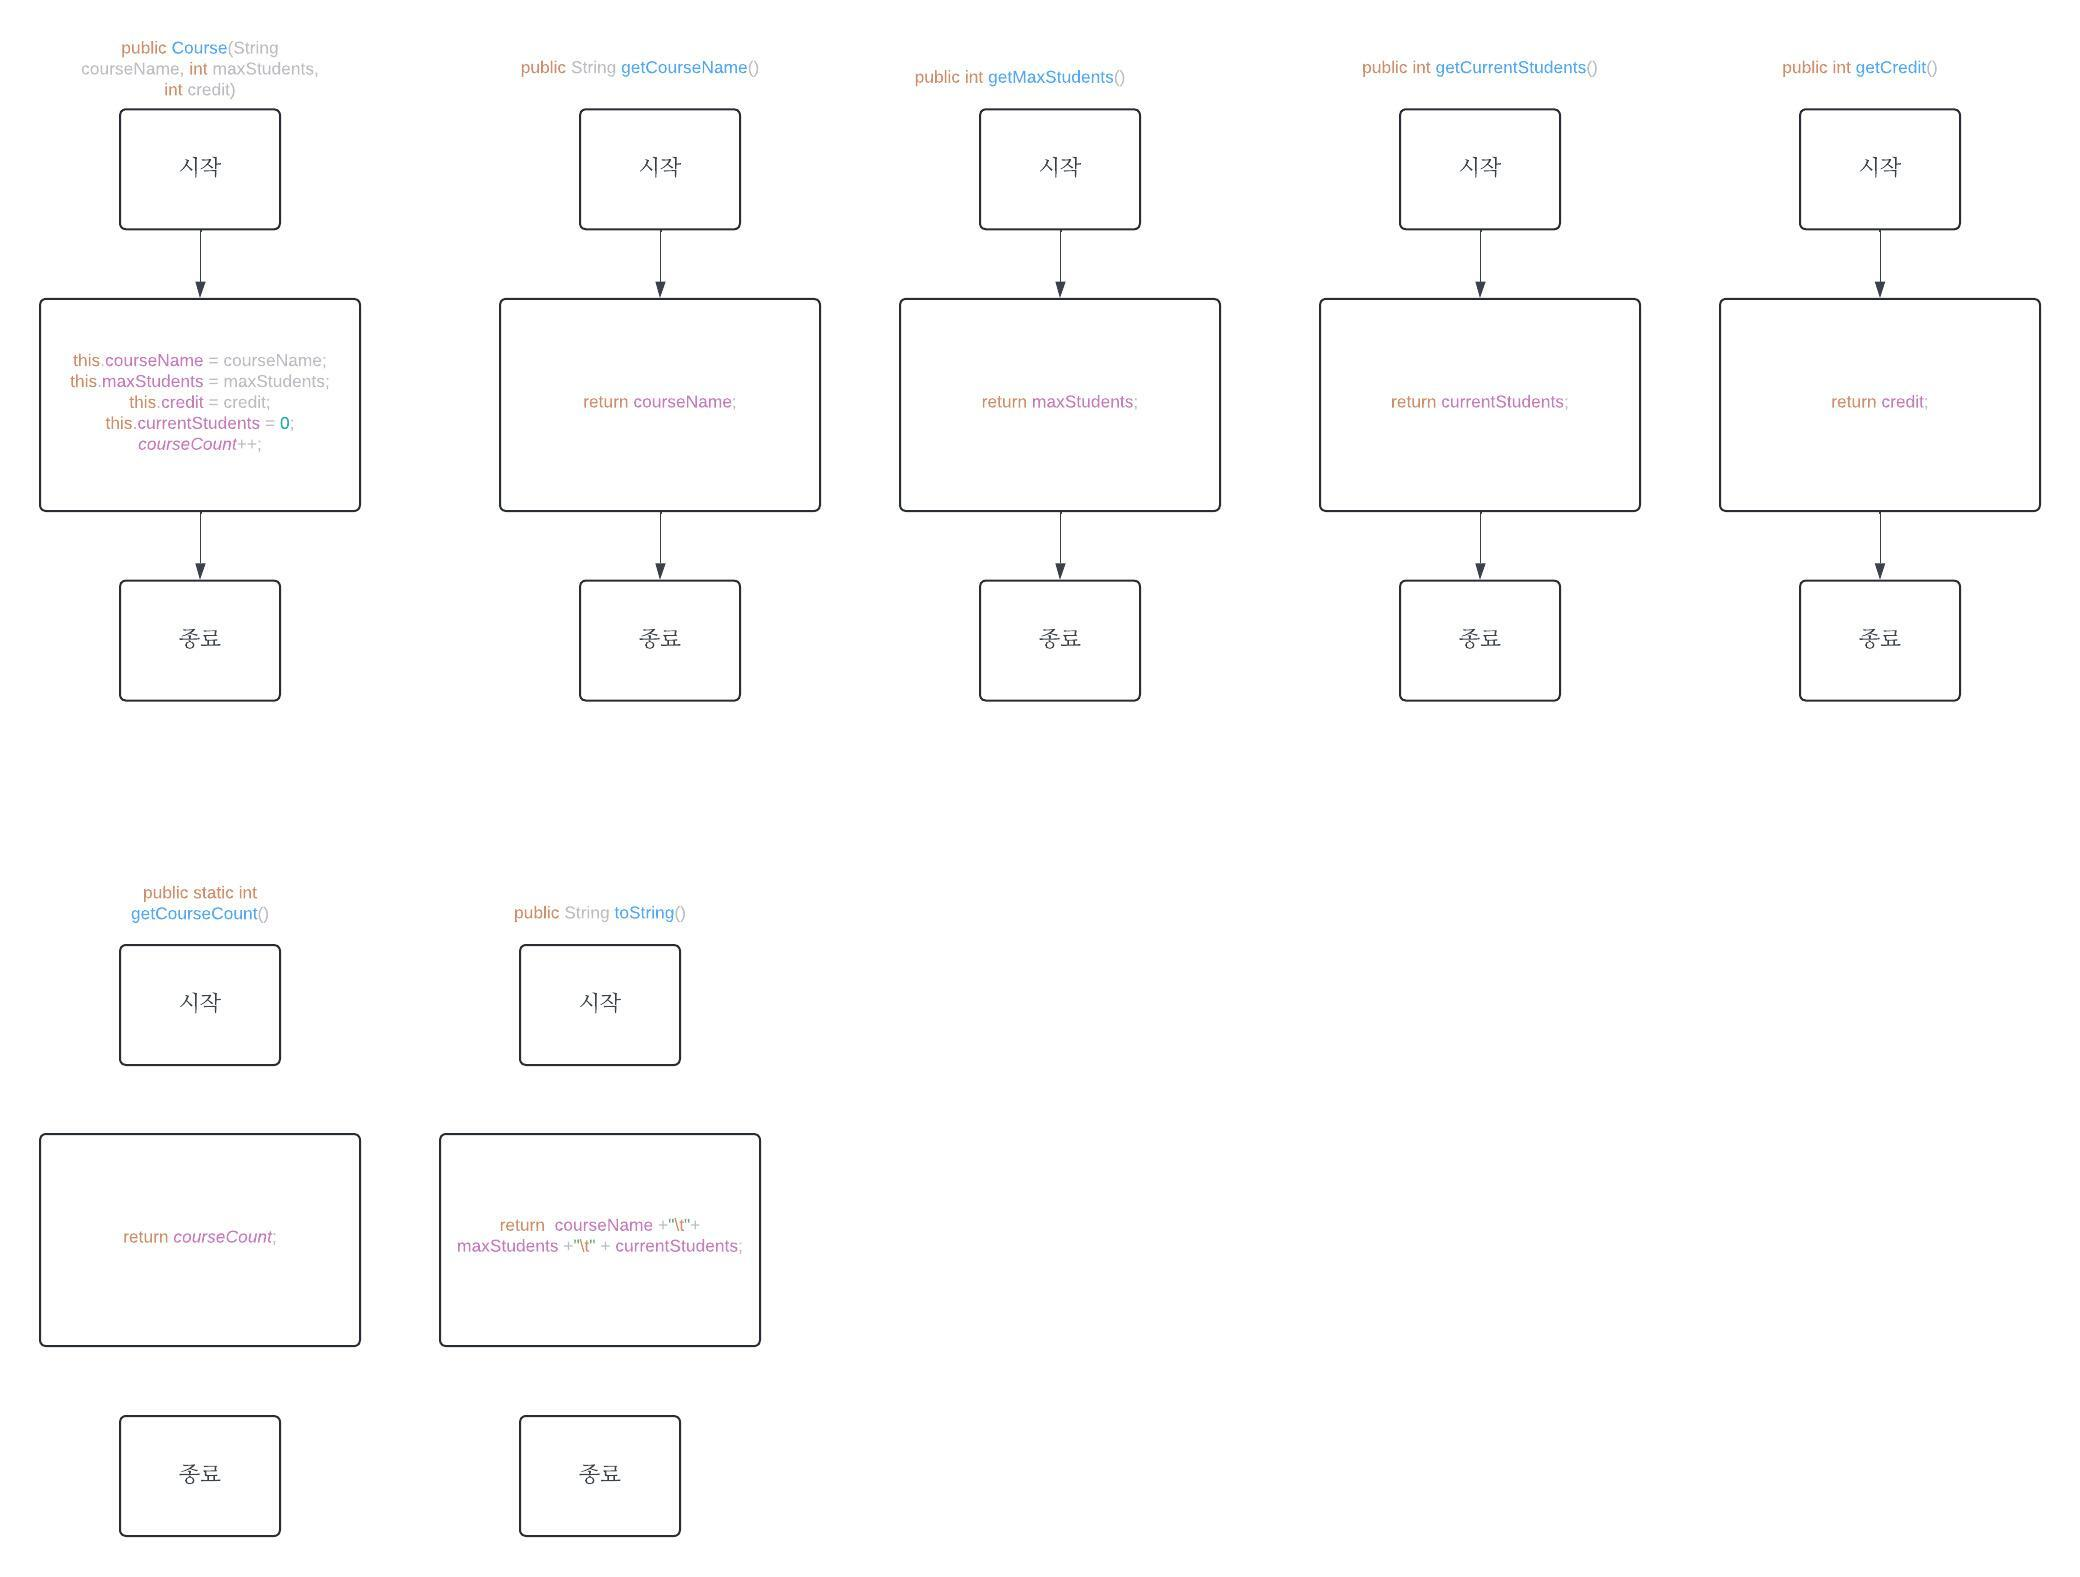 public Course(String
courseName, int maxStudents,
int credit)
시작
this.courseName = courseName;
this.maxStudents = maxStudents;
this.credit = credit;
this.currentStudents = 0;
courseCount++;
종료
public String getCourseName()
시작
return courseName;
종료
public int getMaxStudents()
시작
return maxStudents;
종료
public int getCurrentStudents()
시작
return currentStudents;
종료
public int getCredit()
시작
return credit;
종료
public static int
getCourseCount()
시작
return courseCount;
종료
public String toString()
시작
return  courseName +"\t"+
maxStudents +"\t" + currentStudents;
종료